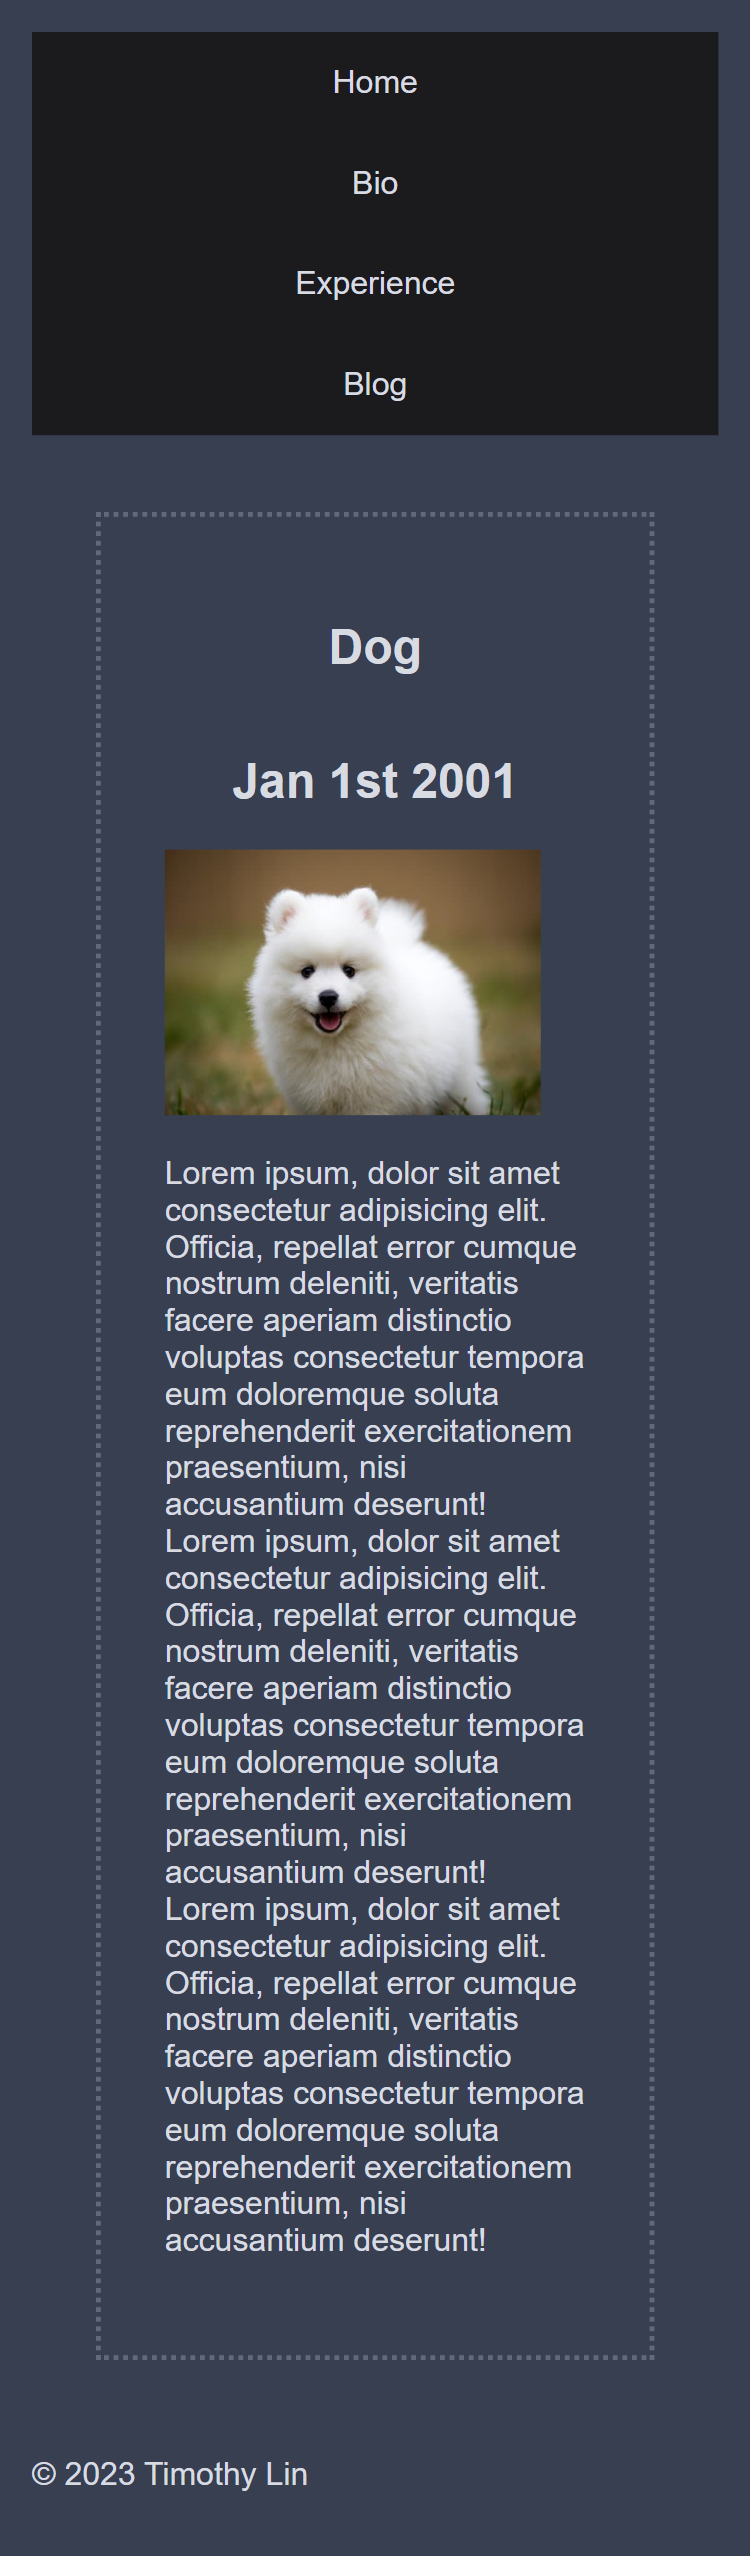 Home
Bio
Experience
Blog
Dog
Jan 1st 2001
Lorem ipsum, dolor sit amet
consectetur adipisicing elit.
Officia, repellat error cumque
nostrum deleniti, veritatis
facere aperiam distinctio
voluptas consectetur tempora
eum doloremque soluta
reprehenderit exercitationem
praesentium, nisi
accusantium deserunt!
Lorem ipsum, dolor sit amet
consectetur adipisicing elit.
Officia, repellat error cumque
nostrum deleniti, veritatis
facere aperiam distinctio
voluptas consectetur tempora
eum doloremque soluta
reprehenderit exercitationem
praesentium, nisi
accusantium deserunt!
Lorem ipsum, dolor sit amet
consectetur adipisicing elit.
Officia, repellat error cumque
nostrum deleniti, veritatis
facere aperiam distinctio
voluptas consectetur tempora
eum doloremque soluta
reprehenderit exercitationem
praesentium, nisi
accusantium deserunt!
© 2023 Timothy Lin